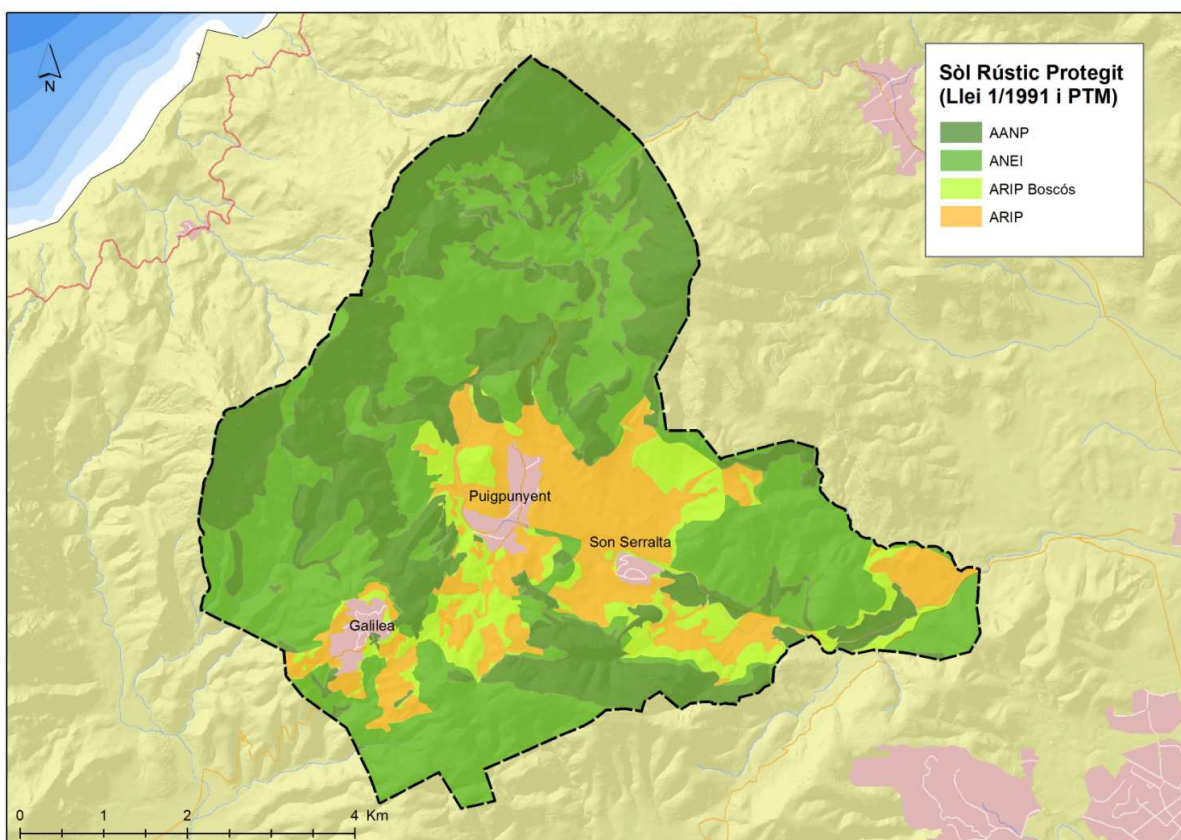 N
Sòl Rústic Protegit
(Llei 1/1991 i PTM)
AANP
ANEI
ARIP Boscós
ARIP
Puigpunyent
Son Serralta
Galilea
0 1 2 4 Km